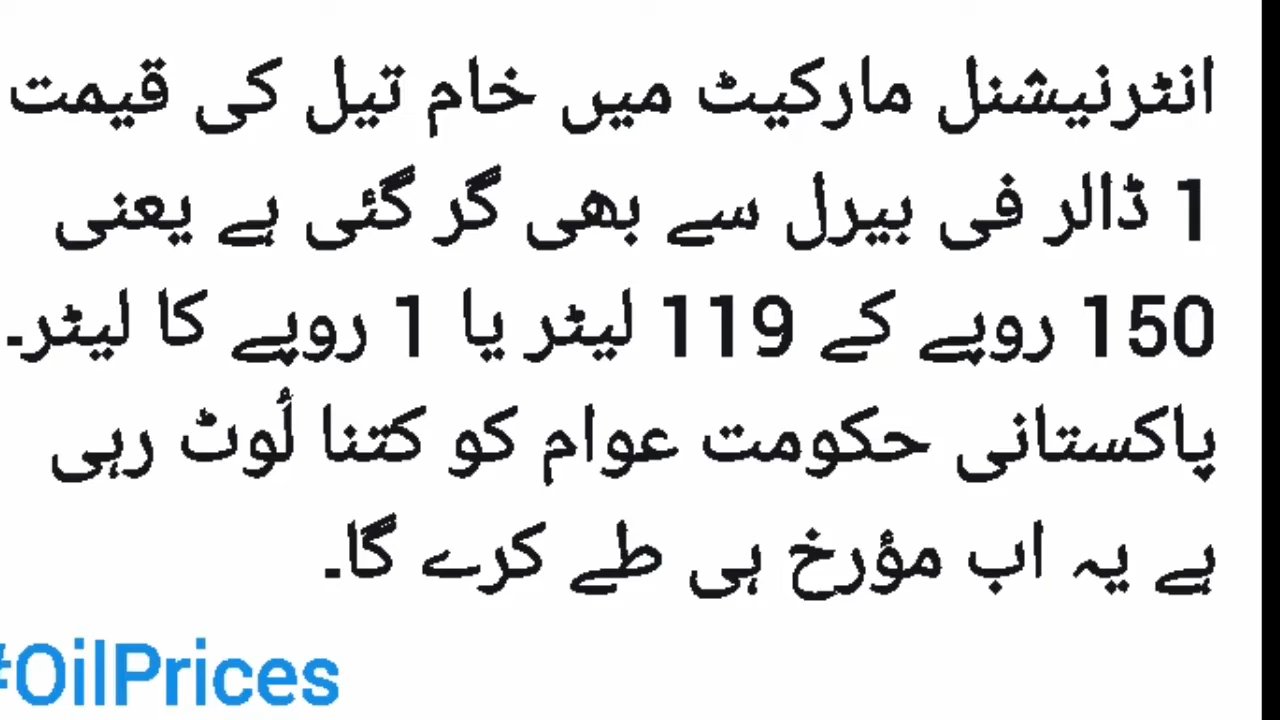 انٹرنیشنل مارکیٹ میں خام تیل کی قیمت
1 ڈالر فی بیرل سے بھی گر گئی ہے یعنی
150 روپے کے 119 لیٹر یا 1 روپے کا لیٹر۔
پاکستانی حکومت عوام کو کتنا لُوٹ رہی
ہے یہ اب مؤرخ ہی طے کرے گا۔
#OilPrices